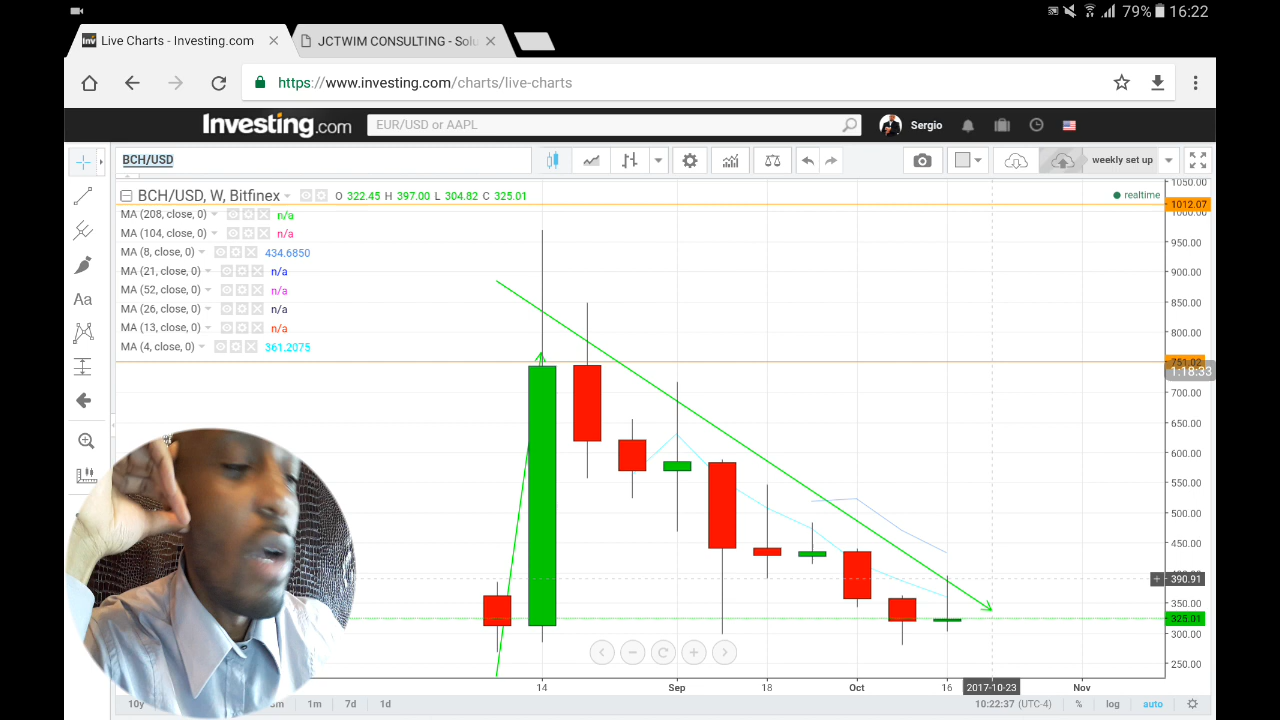 79% 16:22
Live Charts - Investing.com
JCTWIM CONSULTING - Solu
https://www.investing.com/charts/live-charts
Investing.com
EUR/USD or AAPL
Sergio
BCH/USD
weekly set up
BCH/USD, W, Bitfinex O 322.45 H 397.00 L 304.82 C 325.01
realtime
MA (208, close, 0) n/a
MA (104, close, 0) n/a
MA (8, close, 0) 434.6850
MA (21, close, 0) n/a
MA (52, close, 0) n/a
MA (26, close, 0) n/a
MA (13, close, 0) n/a
MA (4, close, 0) 361.2075
Aa
1050.00
1012.07
1000.00
950.00
900.00
850.00
800.00
751.02
1:18:33
700.00
650.00
600.00
550.00
500.00
450.00
390.91
350.00
325.01
300.00
250.00
14 Sep 18 Oct 16 2017-10-23 Nov
10y 1m 7d 1d 10:22:37 (UTC-4) % log auto